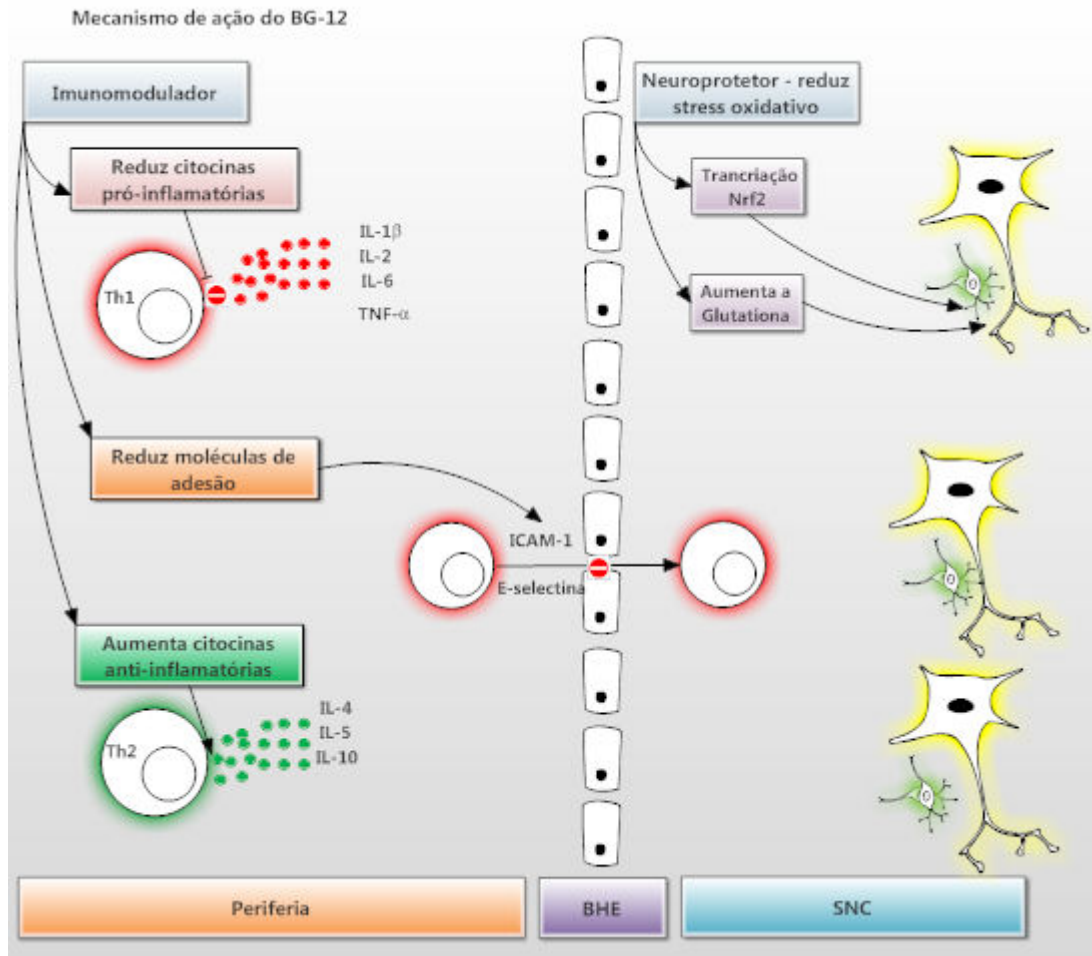 Mecanismo de ação do BG-12
Imunomodulador
Reduz citocinas
pró-inflamatórias
IL-1β
IL-2
IL-6
TNF-α
Th1
Reduz moléculas de
adesão
ICAM-1
E-selectina
Aumenta citocinas
anti-inflamatórias
IL-4
IL-5
IL-10
Th2
Neuroprotetor - reduz
stress oxidativo
Trancriação
Nrf2
Aumenta a
Glutationa
Periferia
BHE
SNC